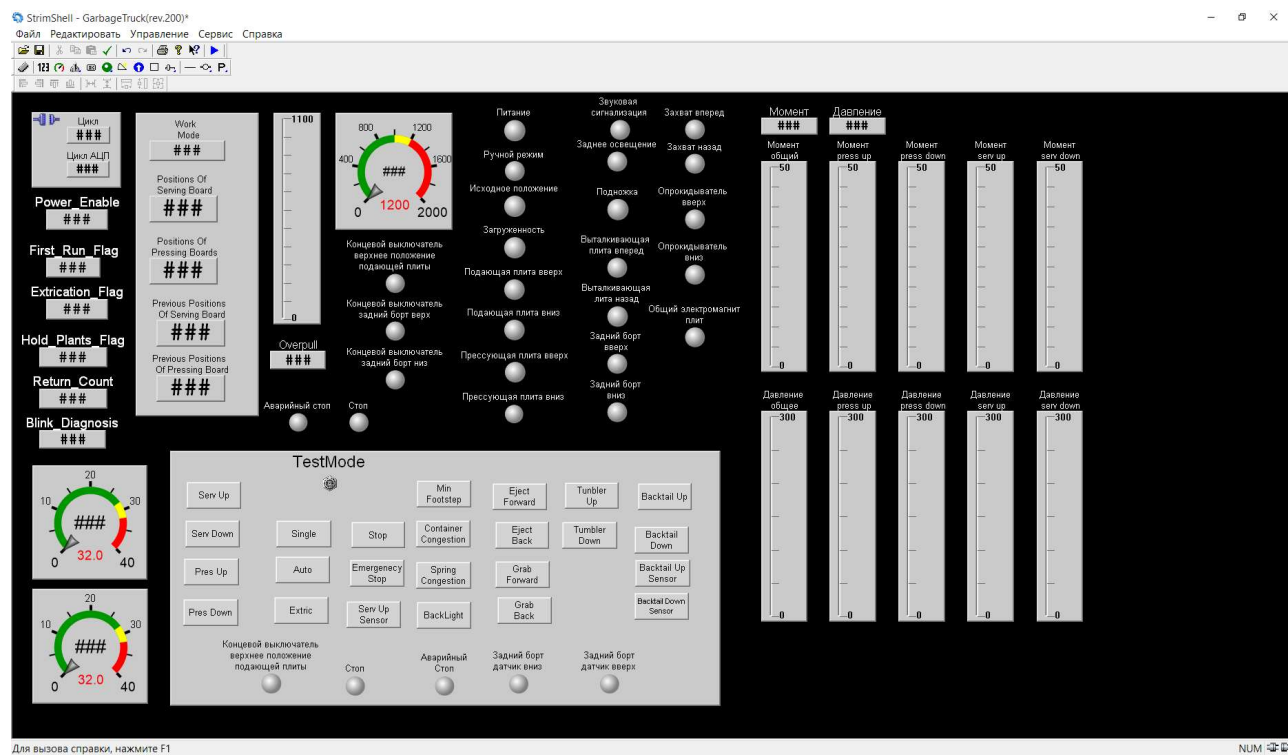 StrimShell - GarbageTruck(rev.200)*
Файл Редактировать Управление Сервис Справка
123
P.
Цикл
###
Цикл АЦП
###
Power_Enable
###
First_Run_Flag
###
Extrication_Flag
###
Hold_Plants_Flag
###
Return_Count
###
Blink_Diagnosis
###
Work
Mode
###
Positions Of
Serving Board
###
Positions Of
Pressing Boards
###
Previous Positions
Of Serving Board
###
Previous Positions
Of Pressing Board
###
1100
0
Overpull
###
Аварийный стоп
Стоп
0
400
800
1200
1600
2000
###
1200
Концевой выключатель
верхнее положение
подающей плиты
Концевой выключатель
задний борт верх
Концевой выключатель
задний борт низ
Питание
Ручной режим
Исходное положение
Загруженность
Подающая плита вверх
Подающая плита вниз
Прессующая плита вверх
Прессующая плита вниз
Звуковая
сигнализация
Заднее освещение
Подножка
Выталкивающая
плита вперед
Выталкивающая
лита назад
Задний борт
вверх
Задний борт
вниз
Захват вперед
Захват назад
Опрокидыватель
вверх
Опрокидыватель
вниз
Общий электромагнит
плит
Момент
###
Давление
###
Момент
общий
50
0
Момент
press up
50
0
Момент
press down
50
0
Момент
serv up
50
0
Момент
serv down
50
0
Давление
общее
300
0
Давление
press up
300
0
Давление
press down
300
0
Давление
serv up
300
0
Давление
serv down
300
0
0
10
20
30
40
###
32.0
0
10
20
30
40
###
32.0
TestMode
Serv Up
Serv Down
Pres Up
Pres Down
Single
Auto
Extric
Stop
Emergenecy
Stop
Serv Up
Sensor
Min
Footstep
Container
Congestion
Spring
Congestion
BackLight
Eject
Forward
Eject
Back
Grab
Forward
Grab
Back
Tunbler
Up
Tumbler
Down
Backtail Up
Backtail
Down
Backtail Up
Sensor
Backtail Down
Sensor
Концевой выключатель
верхнее положение
подающей плиты
Стоп
Аварийный
Стоп
Задний борт
датчик вниз
Задний борт
датчик вверх
Для вызова справки, нажмите F1
NUM